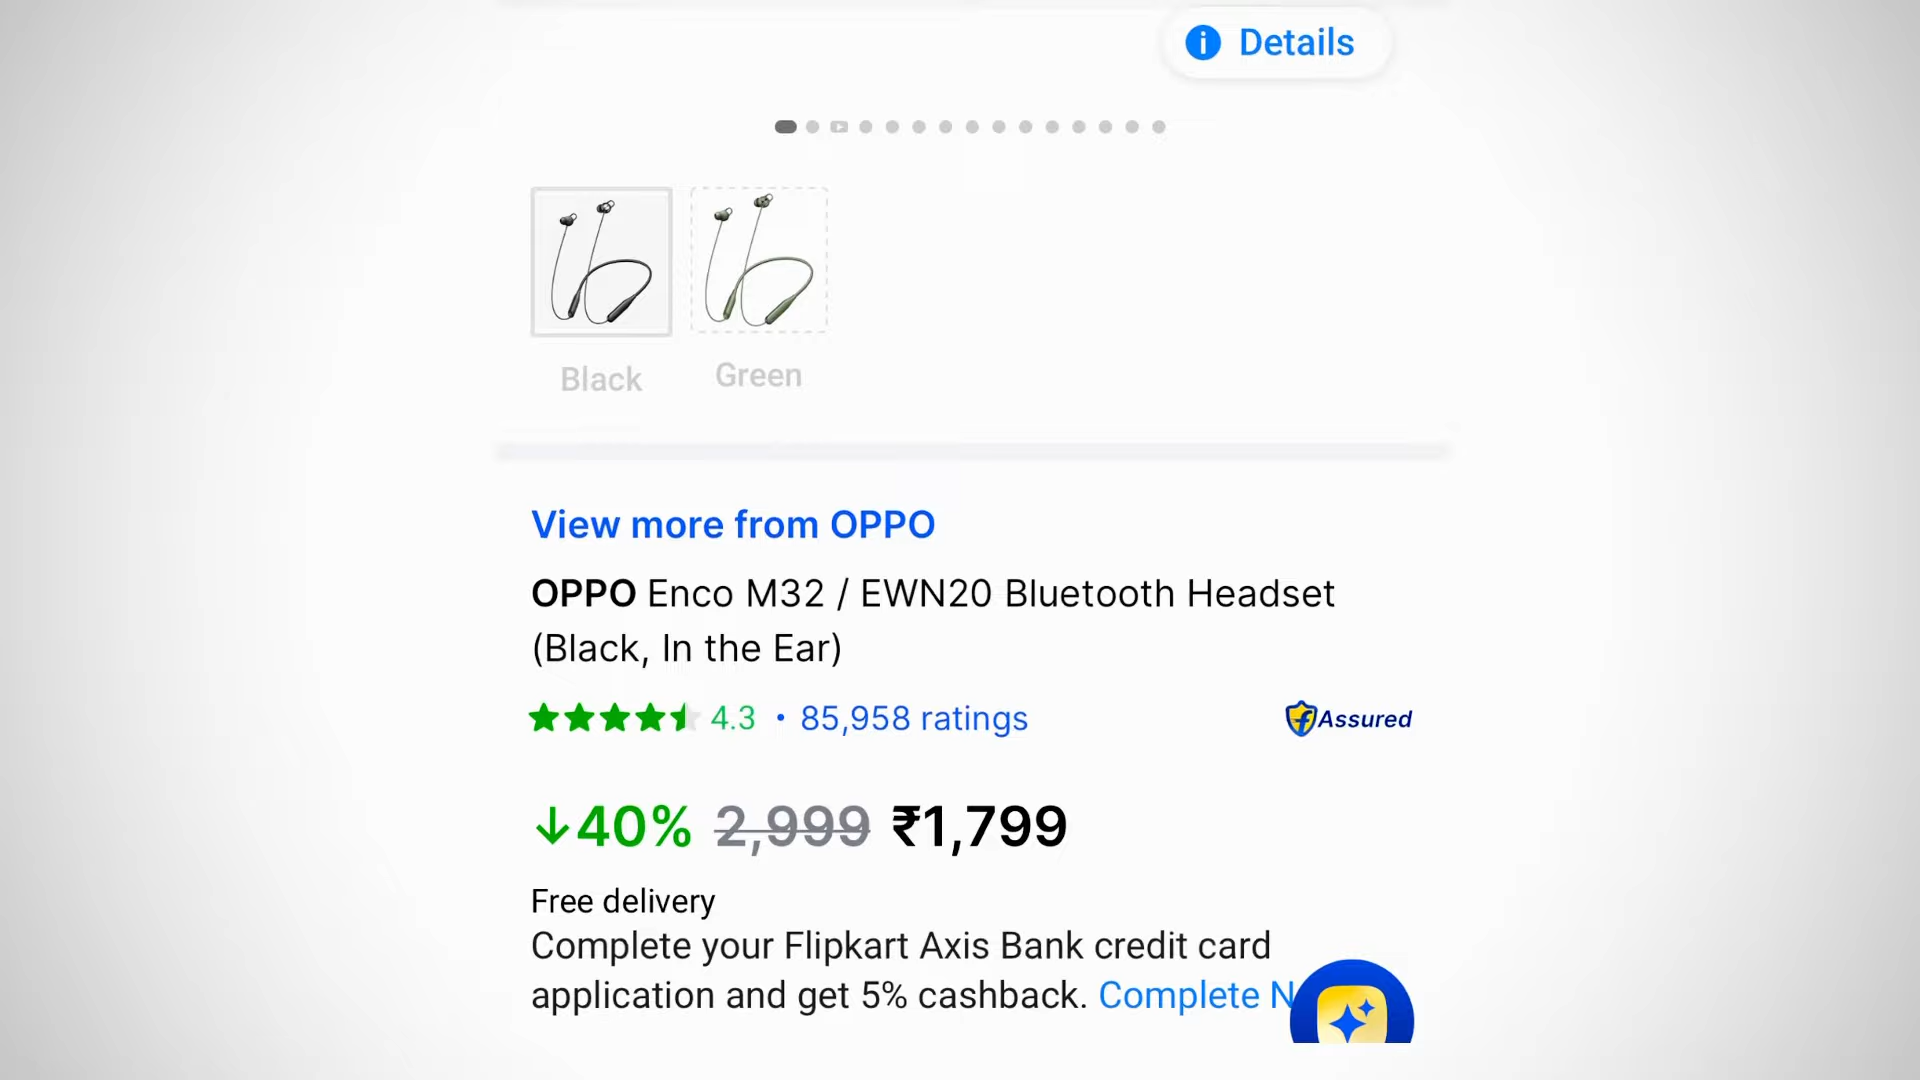 Details
Black
Green
View more from OPPO
OPPO Enco M32 / EWN20 Bluetooth Headset
(Black, In the Ear)
4.3 • 85,958 ratings
Assured
↓40% 2,999 ₹1,799
Free delivery
Complete your Flipkart Axis Bank credit card
application and get 5% cashback. Complete N